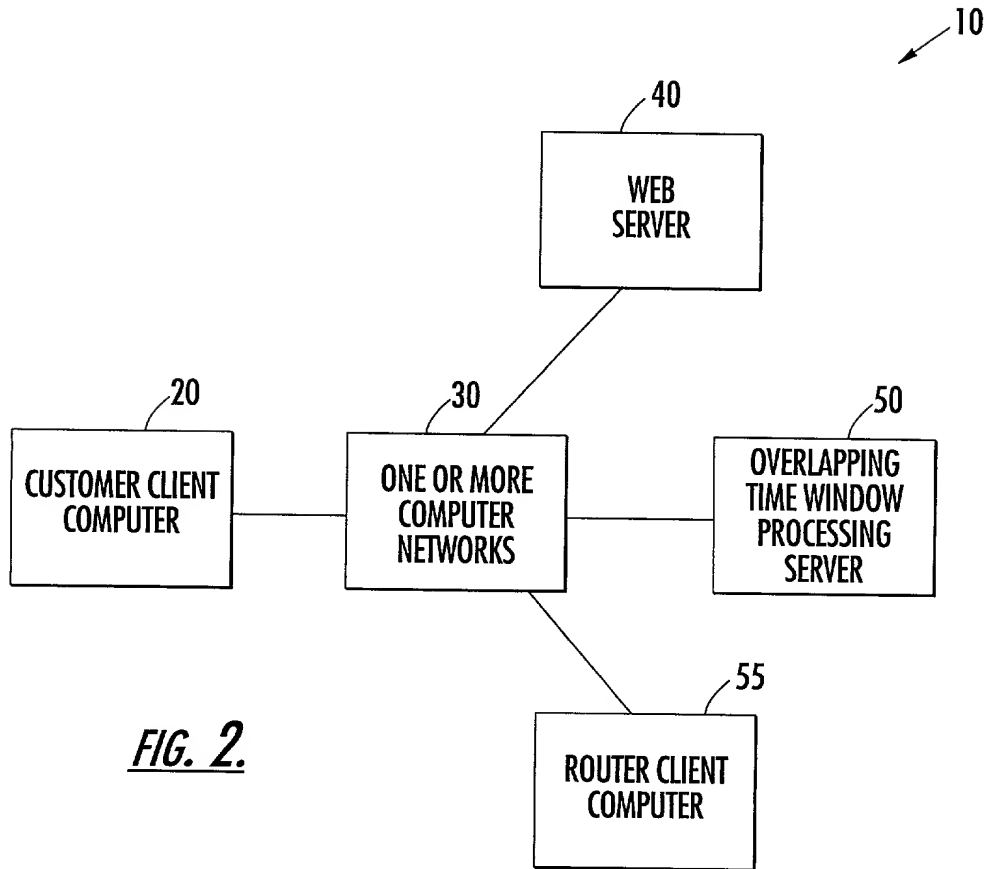 10
40
WEB
SERVER
20
CUSTOMER CLIENT
COMPUTER
30
ONE OR MORE
COMPUTER
NETWORKS
50
OVERLAPPING
TIME WINDOW
PROCESSING
SERVER
55
ROUTER CLIENT
COMPUTER
FIG. 2.